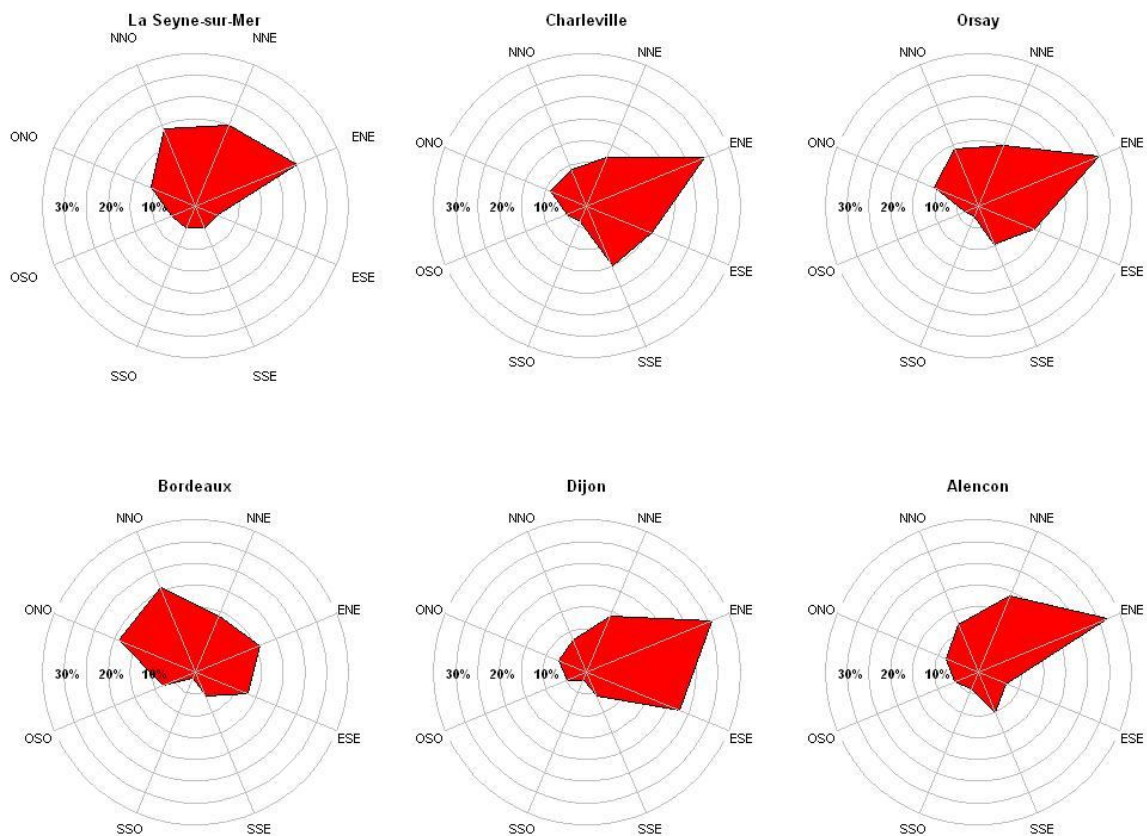 La Seyne-sur-Mer
NNO NNE
ONO ENE
30% 20% 10%
OSO ESE
SSO SSE
Charleville
NNO NNE
ONO ENE
30% 20% 10%
OSO ESE
SSO SSE
Orsay
NNO NNE
ONO ENE
30% 20% 10%
OSO ESE
SSO SSE
Bordeaux
NNO NNE
ONO ENE
30% 20% 10%
OSO ESE
SSO SSE
Dijon
NNO NNE
ONO ENE
30% 20% 10%
OSO ESE
SSO SSE
Alencon
NNO NNE
ONO ENE
30% 20% 10%
OSO ESE
SSO SSE